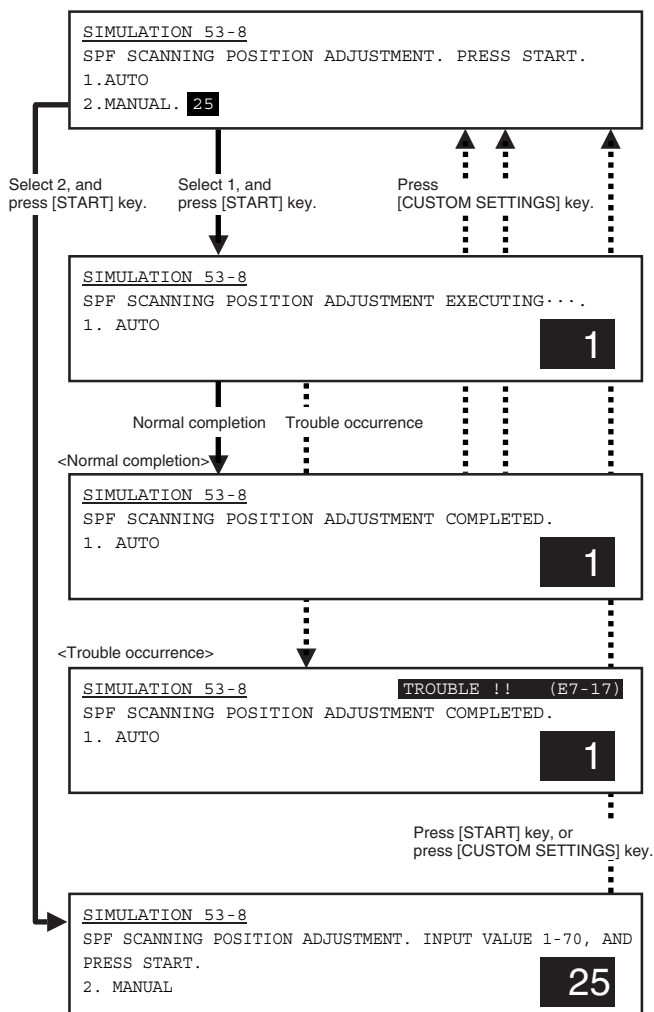 SIMULATION 53-8
SPF SCANNING POSITION ADJUSTMENT. PRESS START.
1.AUTO
2.MANUAL. 25
Select 2, and
press [START] key.
Select 1, and
press [START] key.
Press
[CUSTOM SETTINGS] key.
SIMULATION 53-8
SPF SCANNING POSITION ADJUSTMENT EXECUTING···.
1. AUTO
1
Normal completion
Trouble occurrence
<Normal completion>
SIMULATION 53-8
SPF SCANNING POSITION ADJUSTMENT COMPLETED.
1. AUTO
1
<Trouble occurrence>
SIMULATION 53-8 TROUBLE !! (E7-17)
SPF SCANNING POSITION ADJUSTMENT COMPLETED.
1. AUTO
1
Press [START] key, or
press [CUSTOM SETTINGS] key.
SIMULATION 53-8
SPF SCANNING POSITION ADJUSTMENT. INPUT VALUE 1-70, AND
PRESS START.
2. MANUAL
25